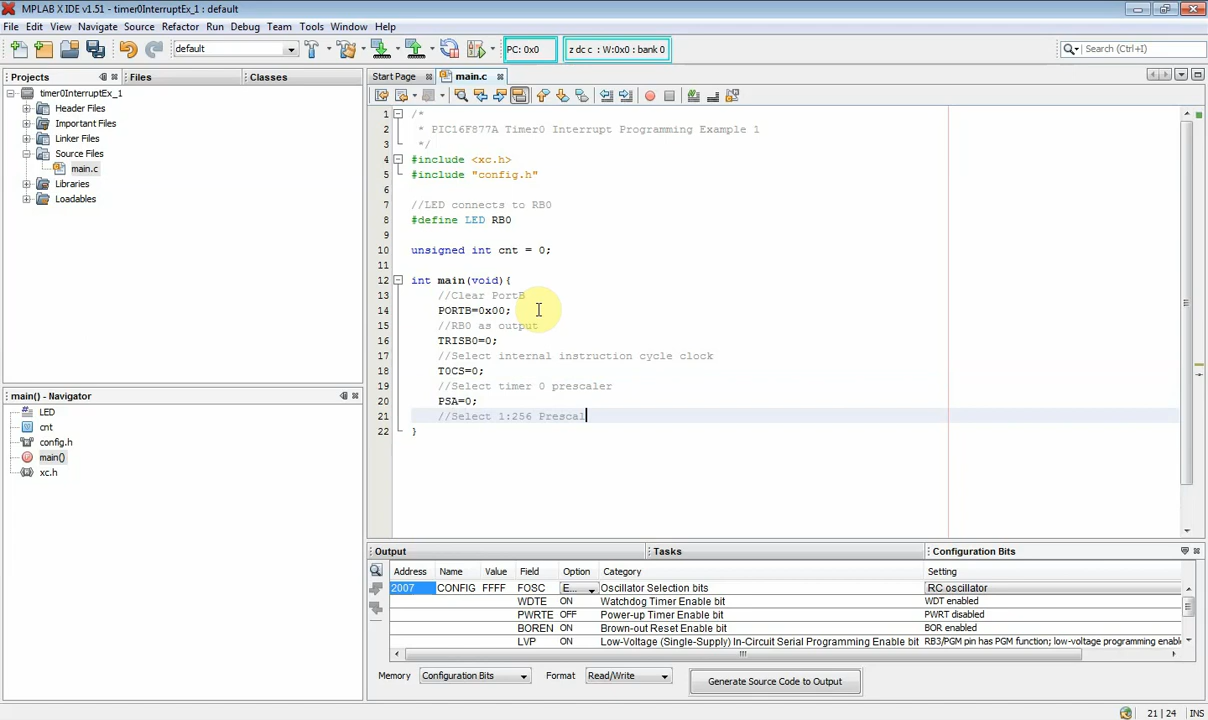 MPLAB X IDE v1.51 - timer0InterruptEx_1 : default
File Edit View Navigate Source Refactor Run Debug Team Tools Window Help
default
PC: 0x0
z dc c : W:0x0 : bank 0
Search (Ctrl+I)
Projects
Files
Classes
timer0InterruptEx_1
Header Files
Important Files
Linker Files
Source Files
main.c
Libraries
Loadables
main() - Navigator
LED
cnt
config.h
main()
xc.h
Start Page
main.c
1 /*
2 * PIC16F877A Timer0 Interrupt Programming Example 1
3 */
4 #include <xc.h>
5 #include "config.h"
6
7 //LED connects to RB0
8 #define LED RB0
9
10 unsigned int cnt = 0;
11
12 int main(void){
13 //Clear PortB
14 PORTB=0x00;
15 //RB0 as output
16 TRISB0=0;
17 //Select internal instruction cycle clock
18 T0CS=0;
19 //Select timer 0 prescaler
20 PSA=0;
21 //Select 1:256 Prescal
22 }
Output
Tasks
Configuration Bits
Address Name Value Field Option Category Setting
2007 CONFIG FFFF FOSC E... Oscillator Selection bits RC oscillator
WDTE ON Watchdog Timer Enable bit WDT enabled
PWRTE OFF Power-up Timer Enable bit PWRT disabled
BOREN ON Brown-out Reset Enable bit BOR enabled
LVP ON Low-Voltage (Single-Supply) In-Circuit Serial Programming Enable bit RB3/PGM pin has PGM function; low-voltage programming enabl
Memory Configuration Bits Format Read/Write Generate Source Code to Output
21 | 24 INS